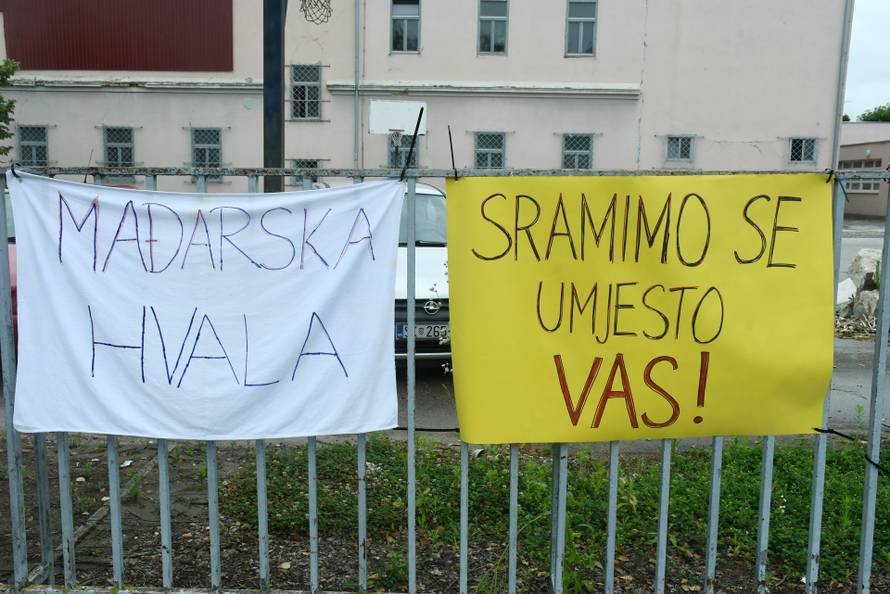 MAĐARSKA
HVALA
SRAMIMO SE
UMJESTO
VAS!